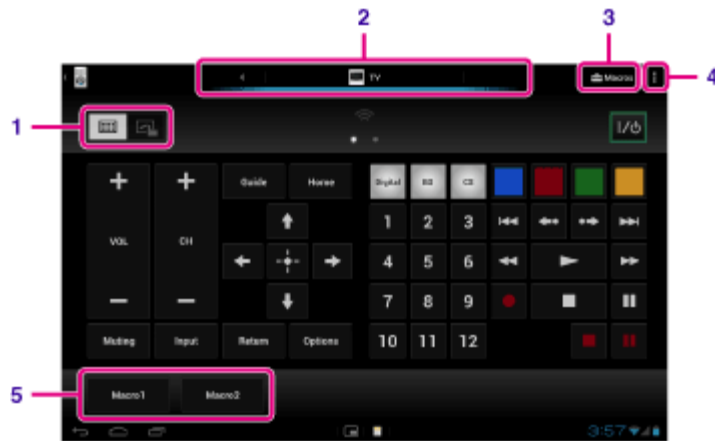 2
3
4
TV
Macros
1
I/⏻
+ + Guide Home Digital BS CS
VOL CH
1 2 3
4 5 6
7 8 9
− −
Muting Input Return Options 10 11 12
5
Macro1 Macro2
3:57